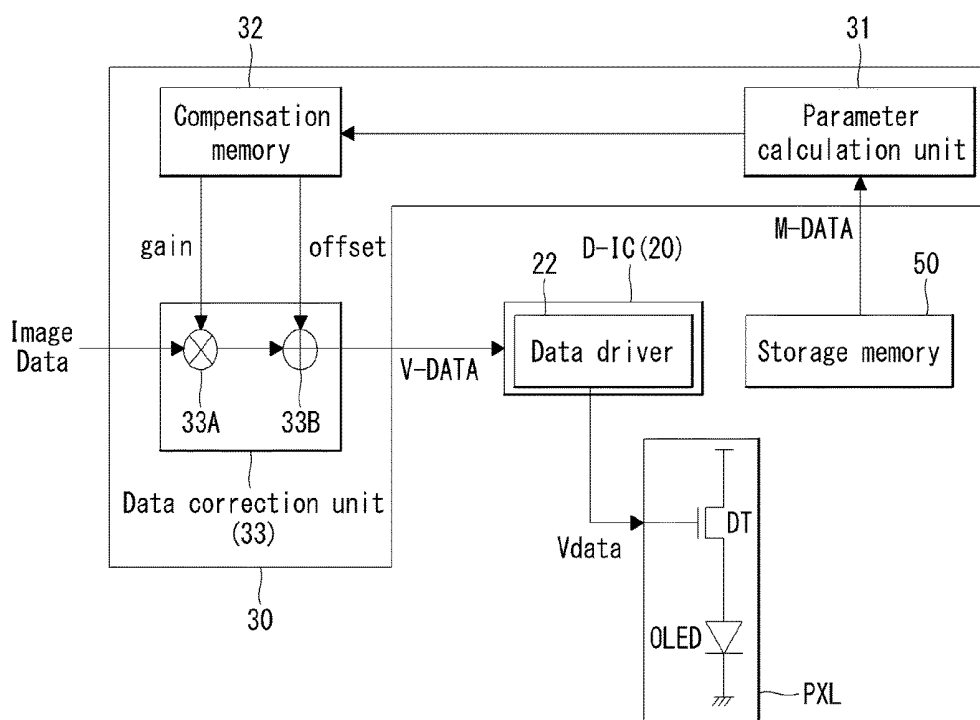 32
31
Compensation
memory
Parameter
calculation unit
gain
offset
M-DATA
D-IC(20)
22
50
Image
Data
33A
33B
V-DATA
Data driver
Storage memory
Data correction unit
(33)
Vdata
DT
30
OLED
PXL